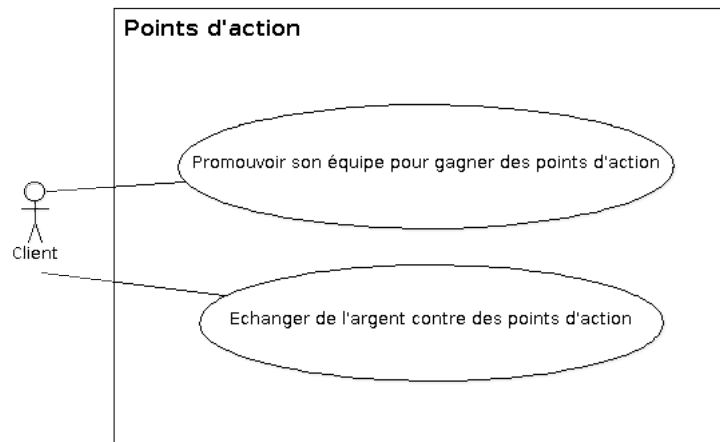 Points d'action
Promouvoir son équipe pour gagner des points d'action
Client
Echanger de l'argent contre des points d'action